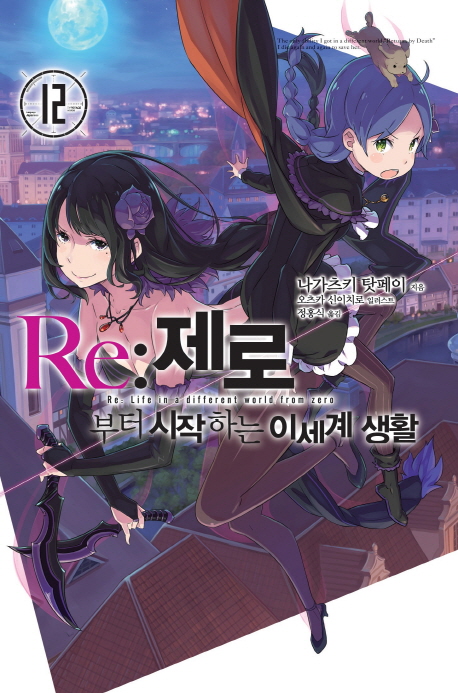 The only ability I got in a different world "Returns by Death"
I die again and again to save her.
12
나가츠키 탓페이 지음
오츠카 신이치로 일러스트
정홍식 옮김
Re:제로
Re: Life in a different world from zero
부터 시작하는 이세계 생활